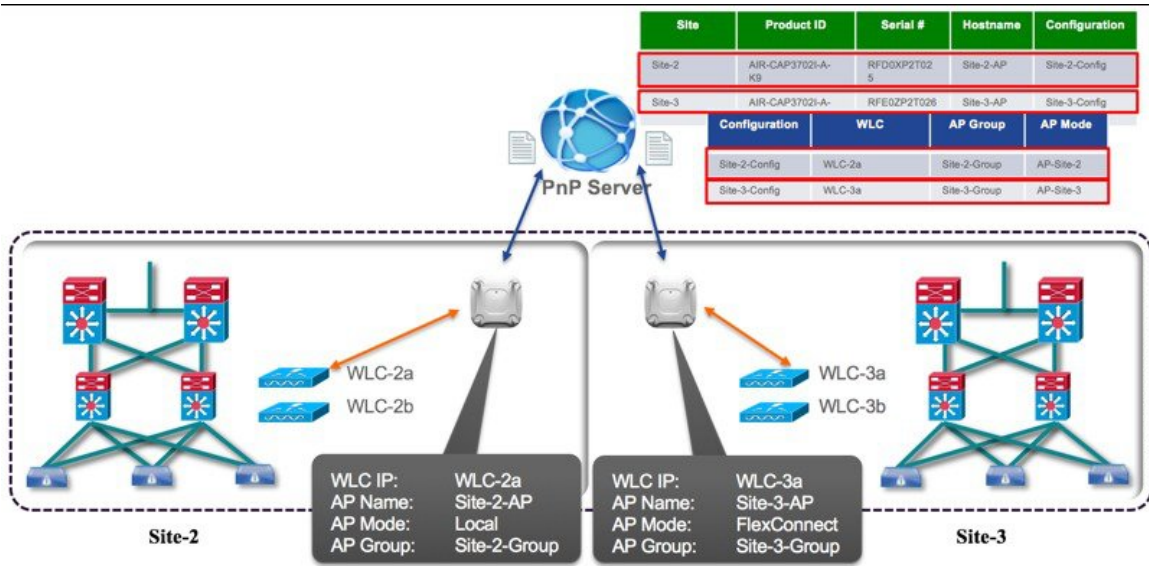 Site Product ID Serial # Hostname Configuration
Site-2 AIR-CAP3702I-A- RFD0XP2T02 Site-2-AP Site-2-Config
K9 5
Site-3 AIR-CAP3702I-A- RFE0ZP2T026 Site-3-AP Site-3-Config
Configuration WLC AP Group AP Mode
Site-2-Config WLC-2a Site-2-Group AP-Site-2
Site-3-Config WLC-3a Site-3-Group AP-Site-3
PnP Server
WLC-2a
WLC-2b
WLC-3a
WLC-3b
WLC IP: WLC-2a
AP Name: Site-2-AP
AP Mode: Local
AP Group: Site-2-Group
WLC IP: WLC-3a
AP Name: Site-3-AP
AP Mode: FlexConnect
AP Group: Site-3-Group
Site-2
Site-3